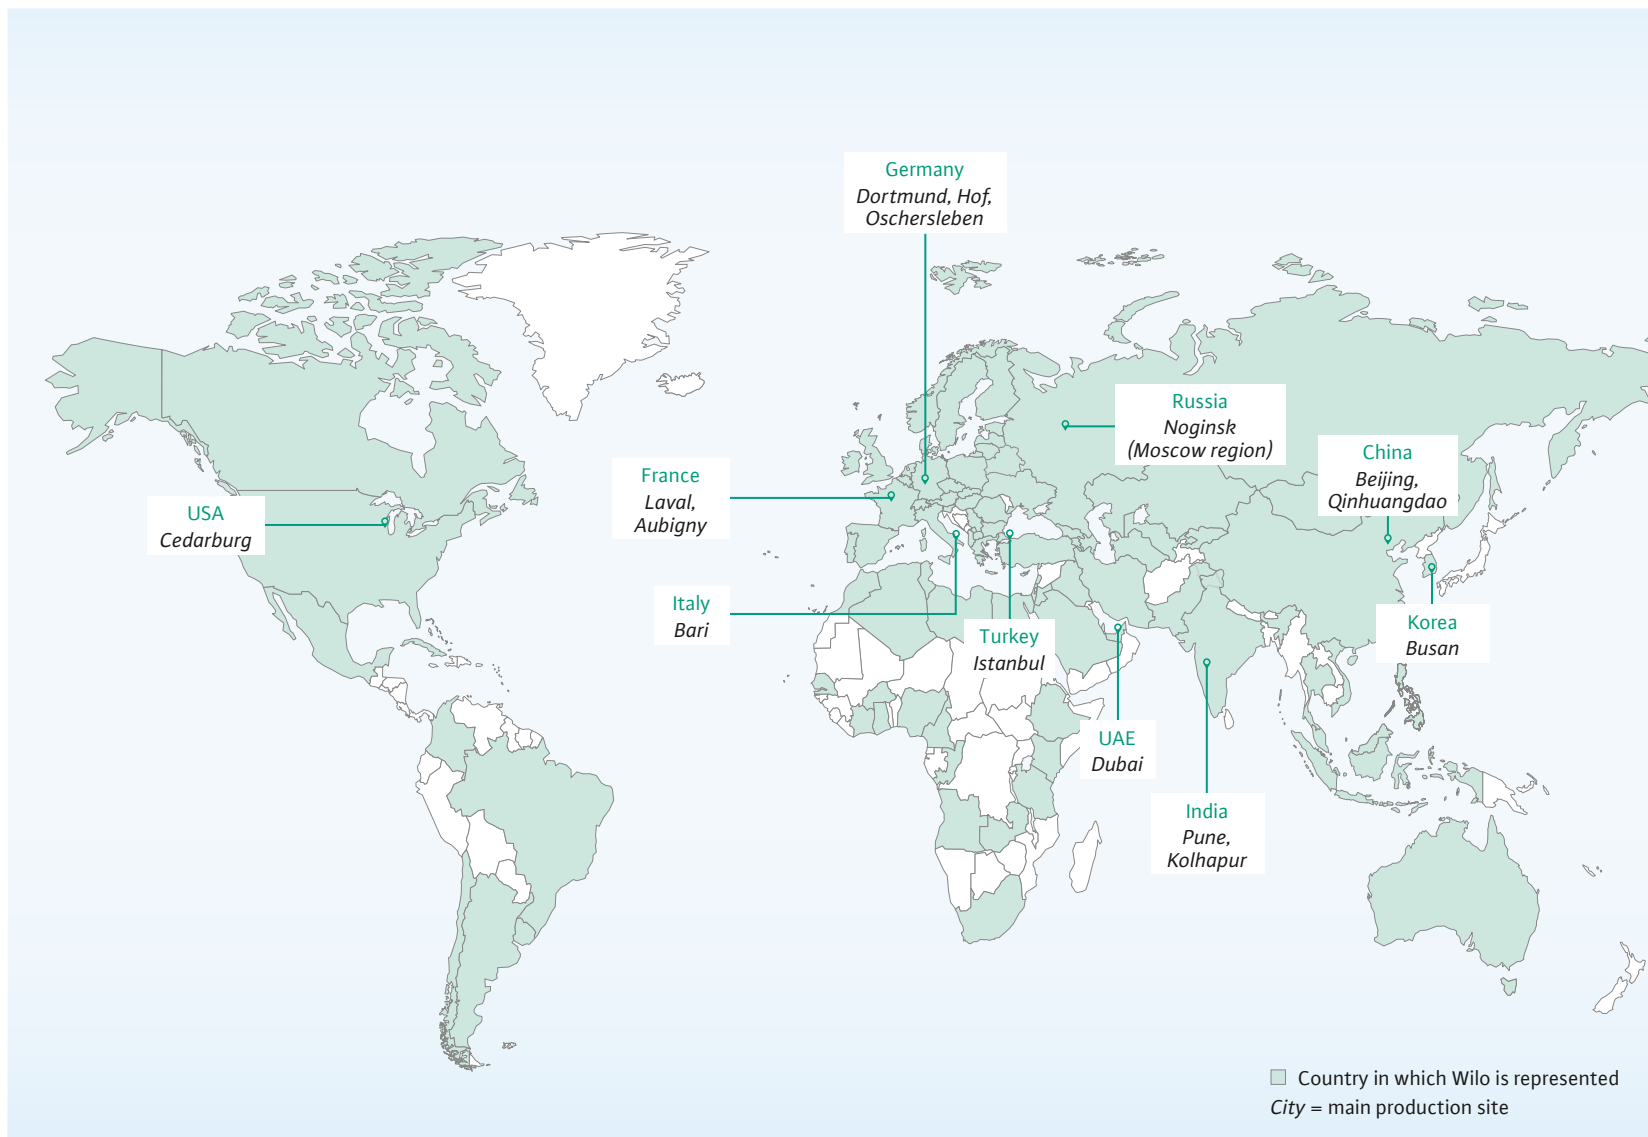 Germany
Dortmund, Hof,
Oschersleben
Russia
Noginsk
(Moscow region)
China
Beijing,
Qinhuangdao
France
Laval,
Aubigny
USA
Cedarburg
Italy
Bari
Turkey
Istanbul
Korea
Busan
UAE
Dubai
India
Pune,
Kolhapur
Country in which Wilo is represented
City = main production site